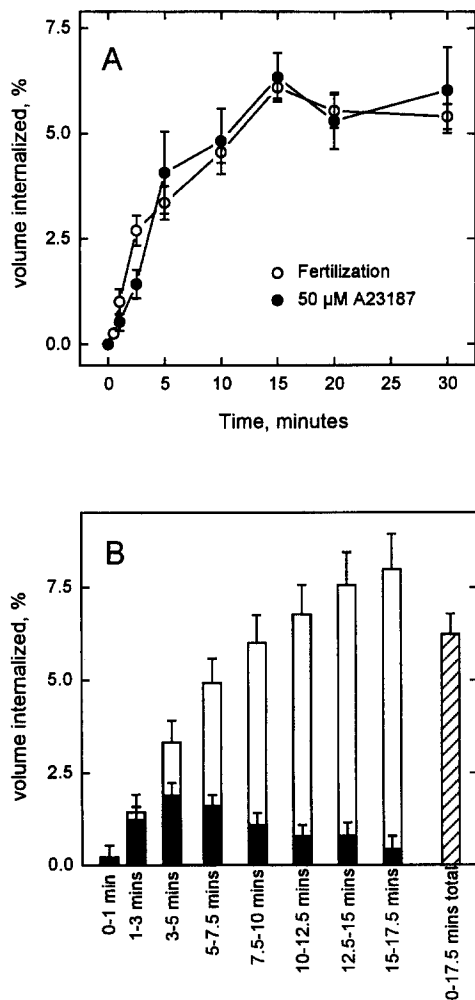 A
volume internalized, %
7.5
5.0
2.5
0.0
Fertilization
50 µM A23187
0 5 10 15 20 25 30
Time, minutes
B
volume internalized, %
7.5
5.0
2.5
0.0
0-1 min
1-3 mins
3-5 mins
5-7.5 mins
7.5-10 mins
10-12.5 mins
12.5-15 mins
15-17.5 mins
0-17.5 mins total